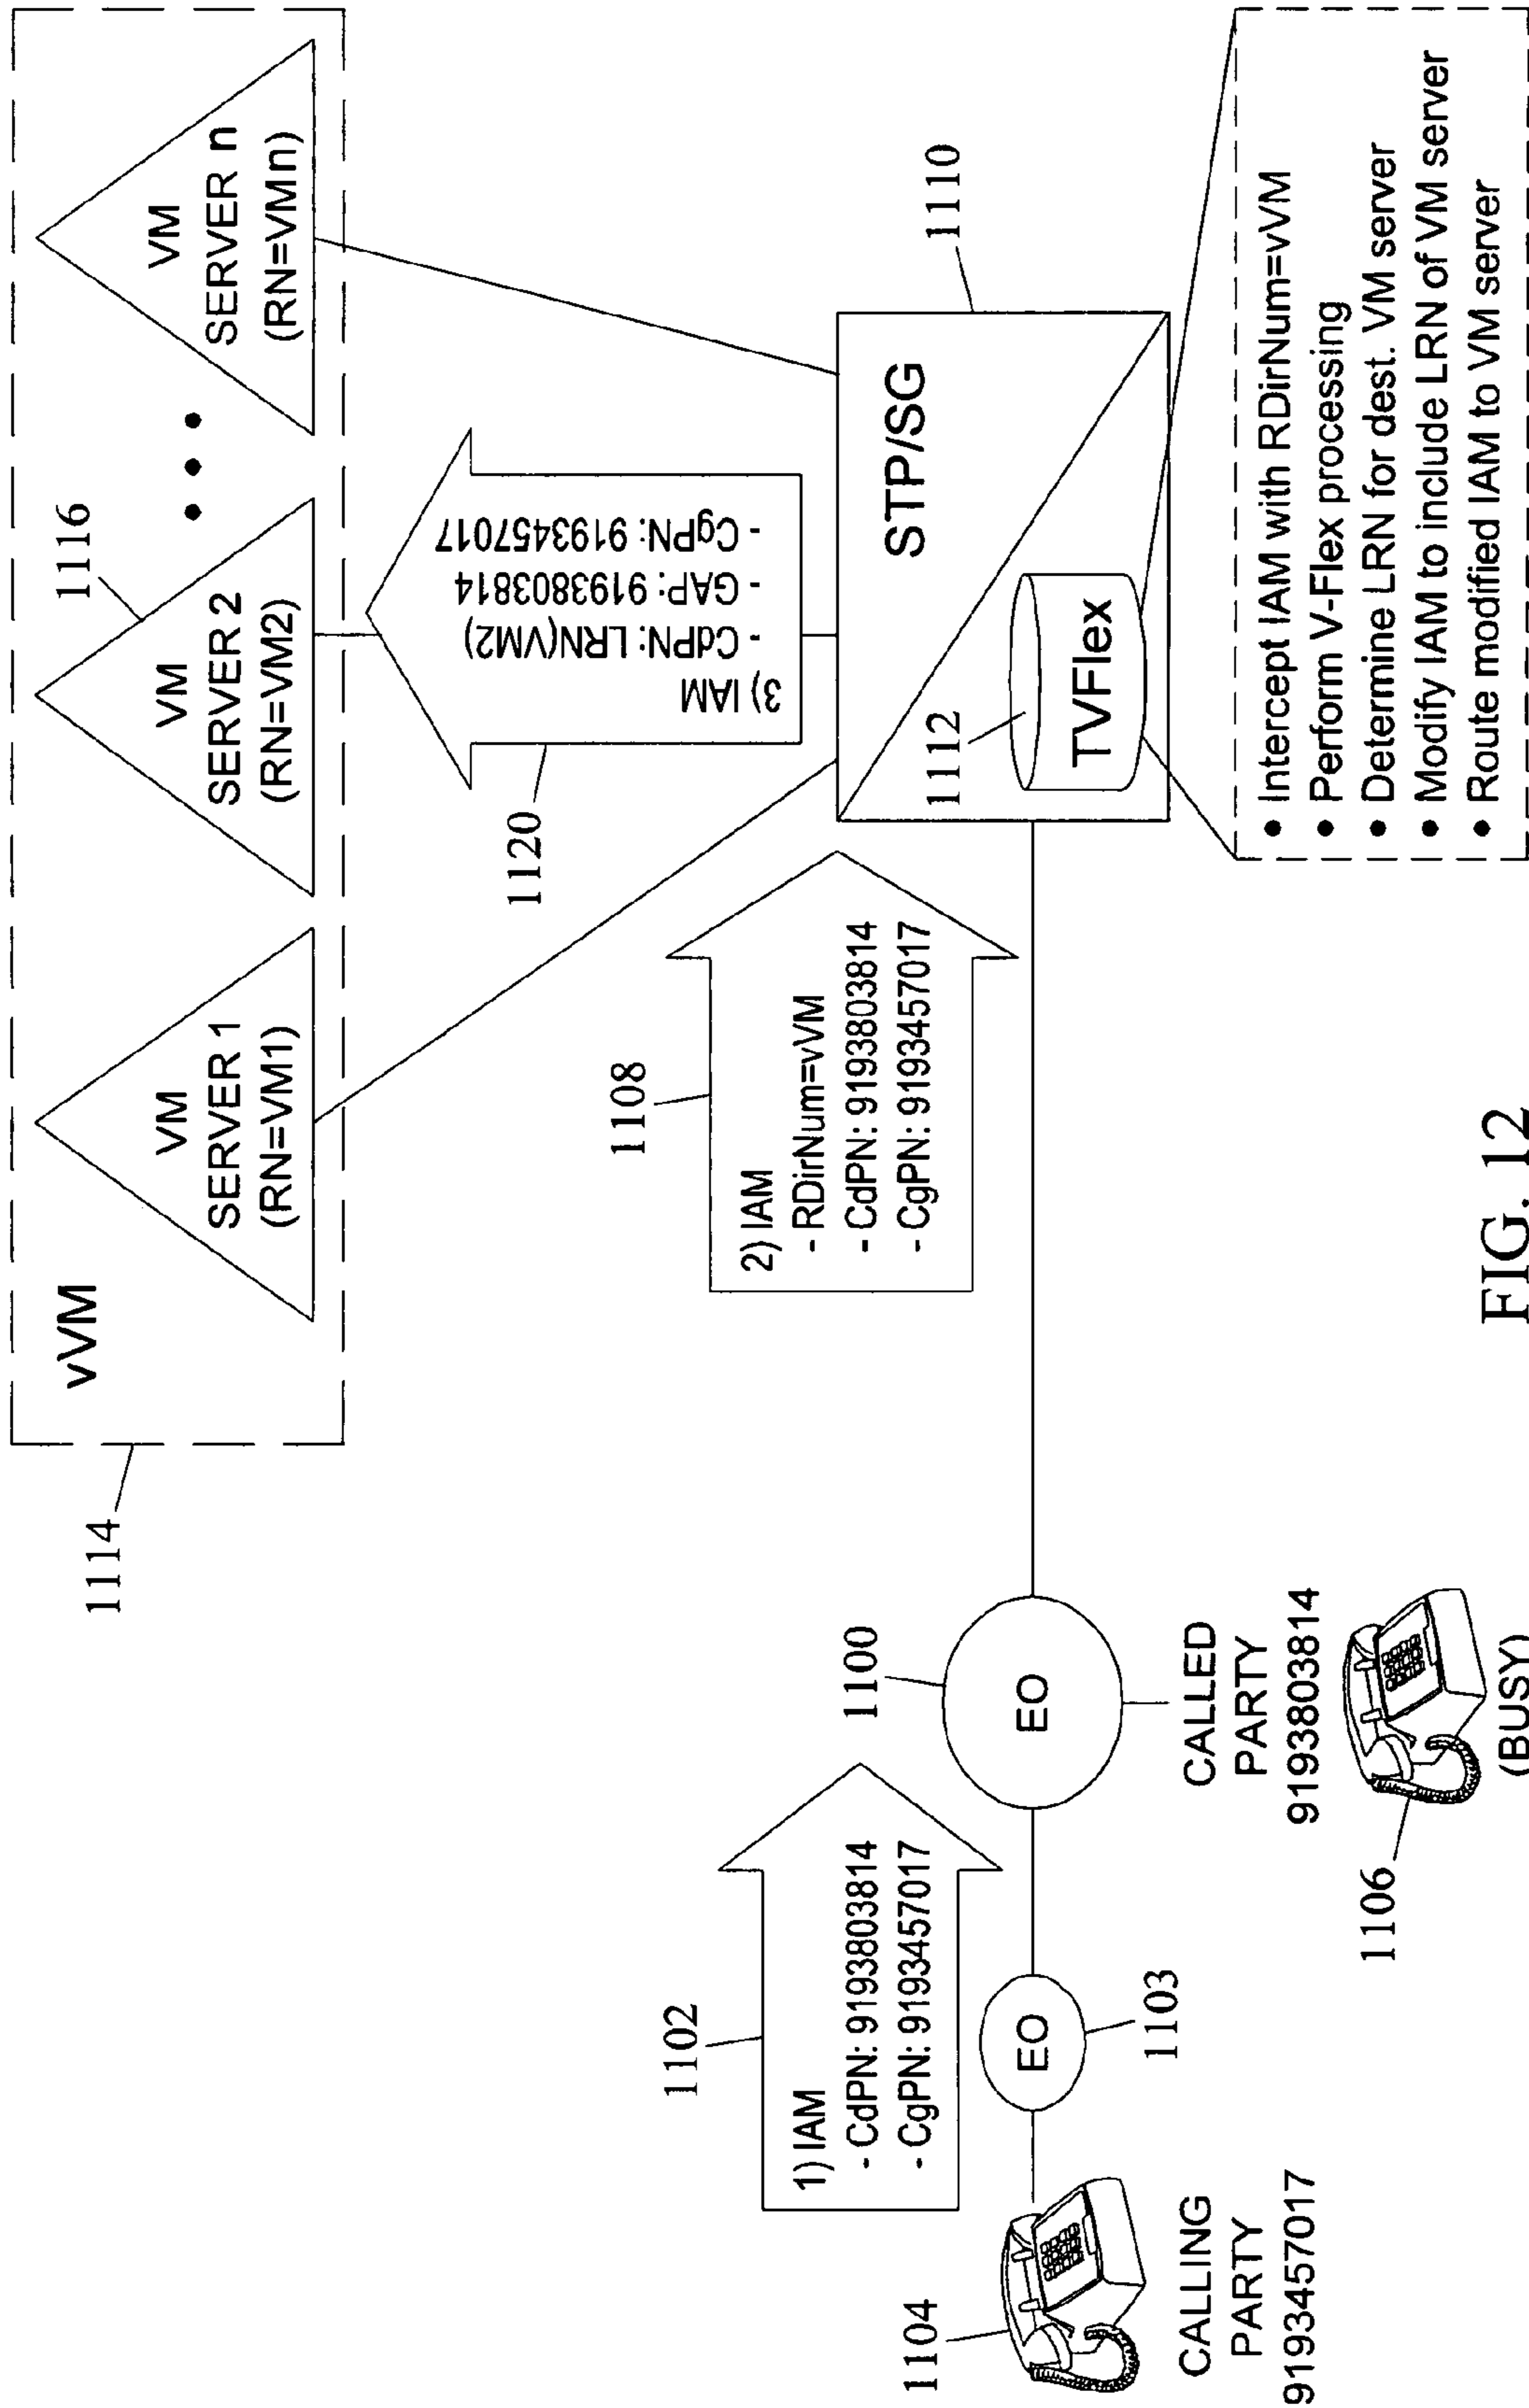 vVM
1114
VM
SERVER 1
(RN=VM1)
VM
SERVER 2
(RN=VM2)
1116
VM
SERVER n
(RN=VMn)
1120
3) IAM
- CdPN: LRN(VM2)
- GAP: 9193803814
- CgPN: 9193457017
1102
1) IAM
- CdPN: 9193803814
- CgPN: 9193457017
1108
2) IAM
- RDirNum=vVM
- CdPN: 9193803814
- CgPN: 9193457017
STP/SG
1110
1112
TVFlex
1104
CALLING
PARTY
9193457017
EO
1103
EO
1100
CALLED
PARTY
9193803814
1106
(BUSY)
• Intercept IAM with RDirNum=vVM
• Perform V-Flex processing
• Determine LRN for dest. VM server
• Modify IAM to include LRN of VM server
• Route modified IAM to VM server
FIG. 12